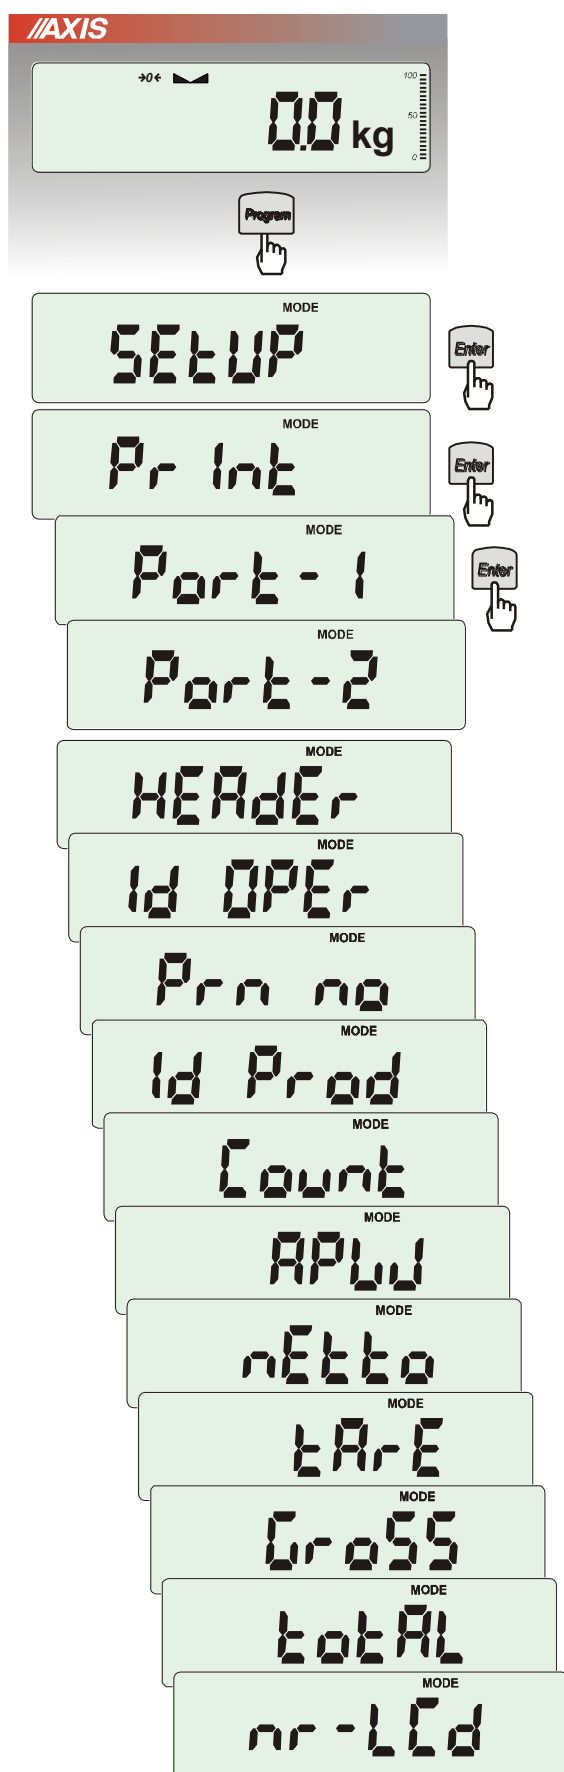 AXIS
→0← 100
50
0.0 kg
0
Program
MODE
SEtUP
Enter
MODE
Print
Enter
MODE
Port-1
Enter
MODE
Port-2
MODE
HEAdEr
MODE
Id OPEr
MODE
Prn no
MODE
Id Prod
MODE
Count
MODE
APW
MODE
nEtto
MODE
tArE
MODE
GroSS
MODE
totAL
MODE
nr-LCd